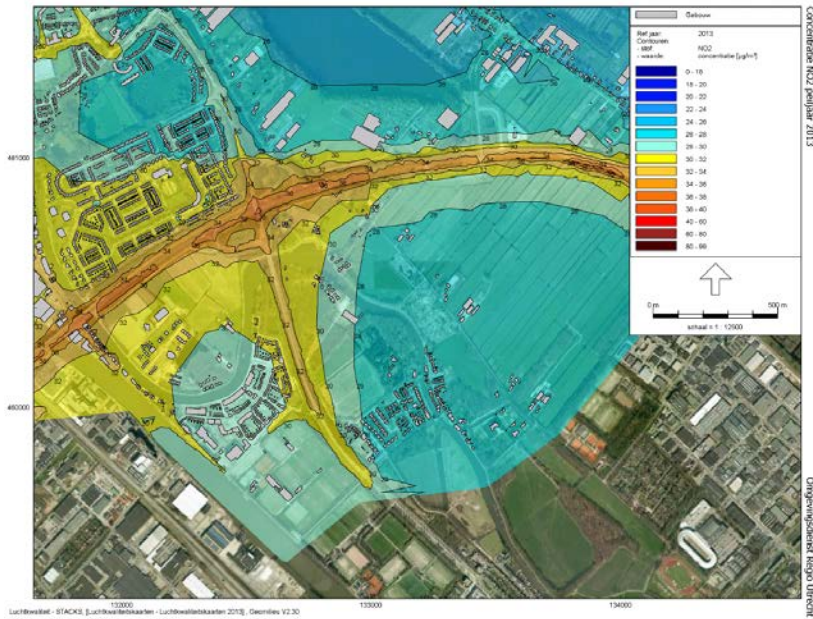 Concentratie NO2 peiljaar 2013
Gebouw
Ref.jaar: 2013
Contouren
- stof: NO2
- waarde: concentratie [µg/m³]
0 - 18
18 - 20
20 - 22
22 - 24
24 - 26
26 - 28
28 - 30
30 - 32
32 - 34
34 - 36
36 - 38
38 - 40
40 - 60
60 - 80
80 - 99
0 m
500 m
schaal = 1 : 12900
461000
460000
132000
133000
134000
Luchtkwaliteit - STACKS, [Luchtkwaliteitskaarten - Luchtkwaliteitskaarten 2013] , Geomilieu V2.30
Omgevingsdienst Regio Utrecht